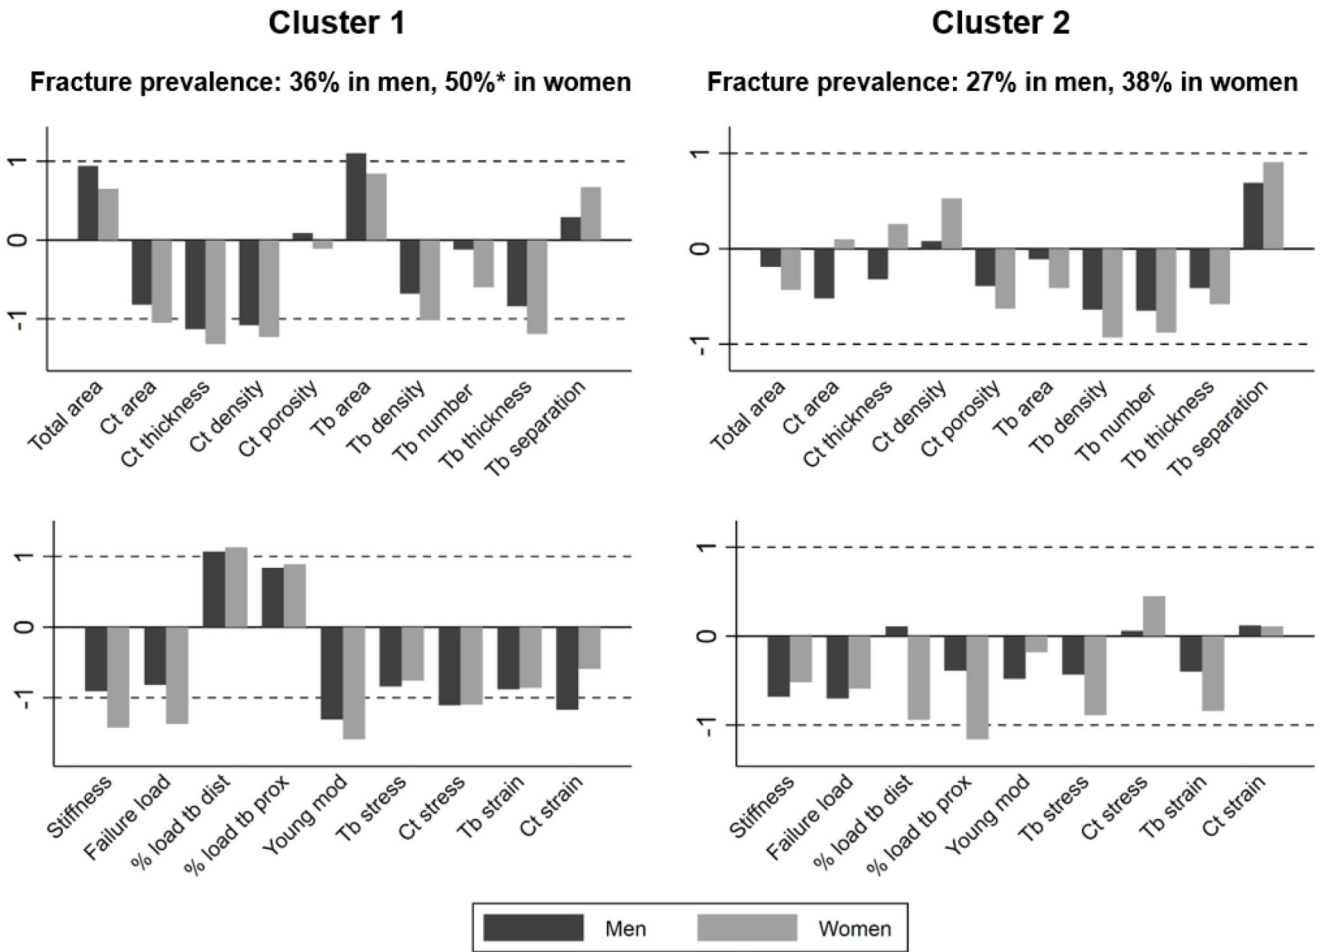 Cluster 1
Fracture prevalence: 36% in men, 50%* in women
1
0
-1
Total area
Ct area
Ct thickness
Ct density
Ct porosity
Tb area
Tb density
Tb number
Tb thickness
Tb separation
1
0
-1
Stiffness
Failure load
% load tb dist
% load tb prox
Young mod
Tb stress
Ct stress
Tb strain
Ct strain
Cluster 2
Fracture prevalence: 27% in men, 38% in women
1
0
-1
Total area
Ct area
Ct thickness
Ct density
Ct porosity
Tb area
Tb density
Tb number
Tb thickness
Tb separation
1
0
-1
Stiffness
Failure load
% load tb dist
% load tb prox
Young mod
Tb stress
Ct stress
Tb strain
Ct strain
Men
Women